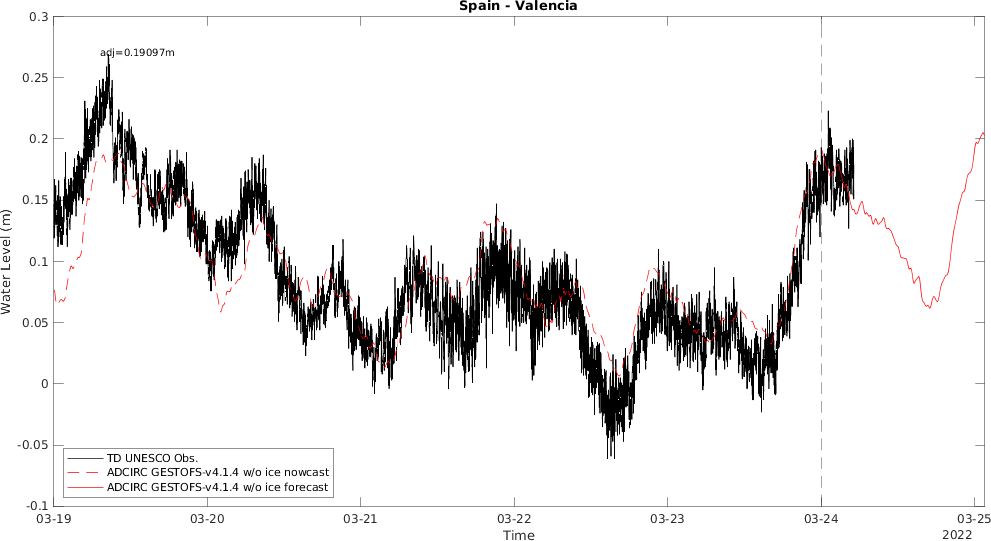 Spain - Valencia
adj=0.19097m
0.3
0.25
0.2
0.15
0.1
0.05
0
-0.05
-0.1
Water Level (m)
TD UNESCO Obs.
ADCIRC GESTOFS-v4.1.4 w/o ice nowcast
ADCIRC GESTOFS-v4.1.4 w/o ice forecast
03-19 03-20 03-21 03-22 03-23 03-24 03-25
Time
2022